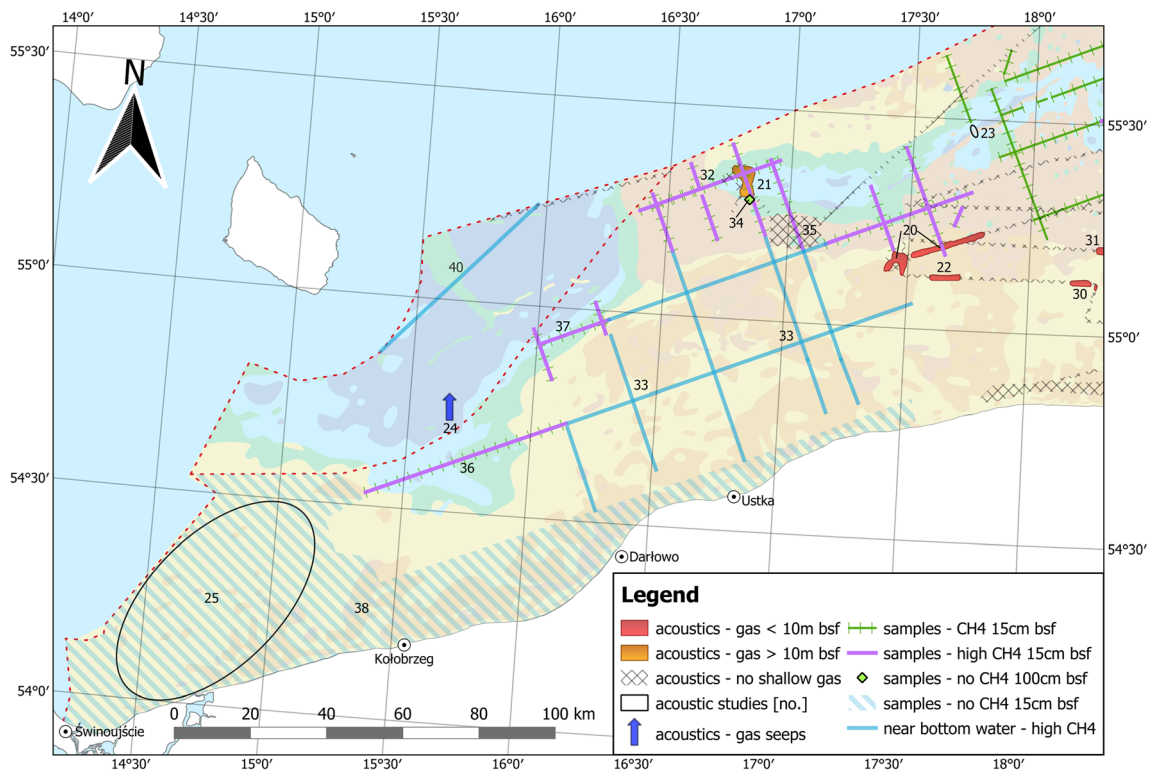 14°0′ 14°30′ 15°0′ 15°30′ 16°0′ 16°30′ 17°0′ 17°30′ 18°0′
55°30′
N
55°30′
23
32
21
34
35
20
31
40
22
55°0′
30
37
33
55°0′
33
24
36
54°30′
Ustka
Darłowo
54°30′
25
38
Kołobrzeg
54°0′
Świnoujście
0 20 40 60 80 100 km
Legend
acoustics - gas < 10m bsf
acoustics - gas > 10m bsf
acoustics - no shallow gas
acoustic studies [no.]
acoustics - gas seeps
samples - CH4 15cm bsf
samples - high CH4 15cm bsf
samples - no CH4 100cm bsf
samples - no CH4 15cm bsf
near bottom water - high CH4
54°0′
14°30′ 15°0′ 15°30′ 16°0′ 16°30′ 17°0′ 17°30′ 18°0′